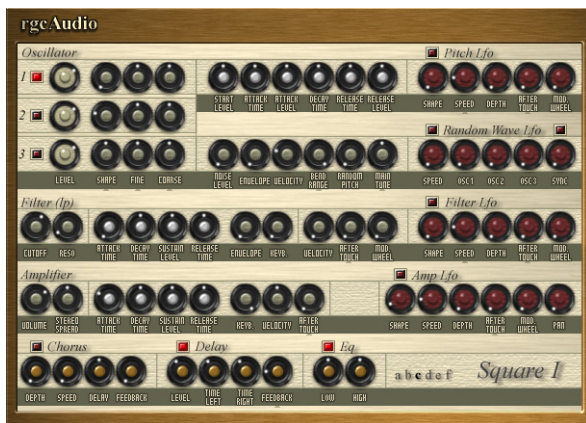 rgcAudio
Oscillator
Pitch Lfo
1
START LEVEL ATTACK TIME ATTACK LEVEL DECAY TIME RELEASE TIME RELEASE LEVEL
SHAPE SPEED DEPTH AFTER TOUCH MOD. WHEEL
2
Random Wave Lfo
3
LEVEL SHAPE FINE COARSE
NOISE LEVEL ENVELOPE VELOCITY BEND RANGE RANDOM PITCH MAIN TUNE
SPEED OSC1 OSC2 OSC3 SYNC
Filter (lp)
Filter Lfo
CUTOFF RESO ATTACK TIME DECAY TIME SUSTAIN LEVEL RELEASE TIME ENVELOPE KEYB. VELOCITY AFTER TOUCH MOD. WHEEL
SHAPE SPEED DEPTH AFTER TOUCH MOD. WHEEL
Amplifier
Amp Lfo
VOLUME STEREO SPREAD ATTACK TIME DECAY TIME SUSTAIN LEVEL RELEASE TIME KEYB. VELOCITY AFTER TOUCH
SHAPE SPEED DEPTH AFTER TOUCH MOD. WHEEL PAN
Chorus
Delay
Eq
a b c d e f
Square I
DEPTH SPEED DELAY FEEDBACK
LEVEL TIME LEFT TIME RIGHT FEEDBACK
LOW HIGH